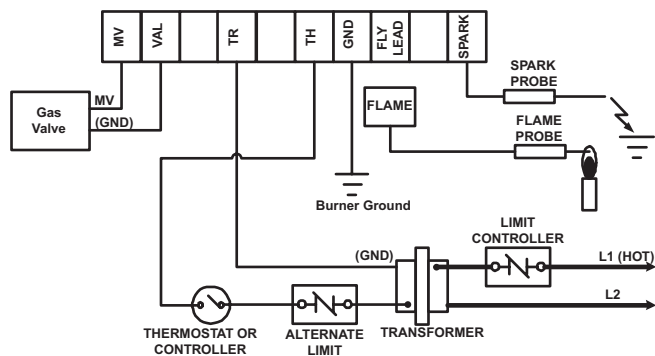 MV
VAL
TR
TH
GND
FLY
LEAD
SPARK
SPARK
PROBE
Gas
Valve
MV
(GND)
FLAME
FLAME
PROBE
Burner Ground
LIMIT
CONTROLLER
(GND)
L1 (HOT)
L2
THERMOSTAT OR
CONTROLLER
ALTERNATE
LIMIT
TRANSFORMER